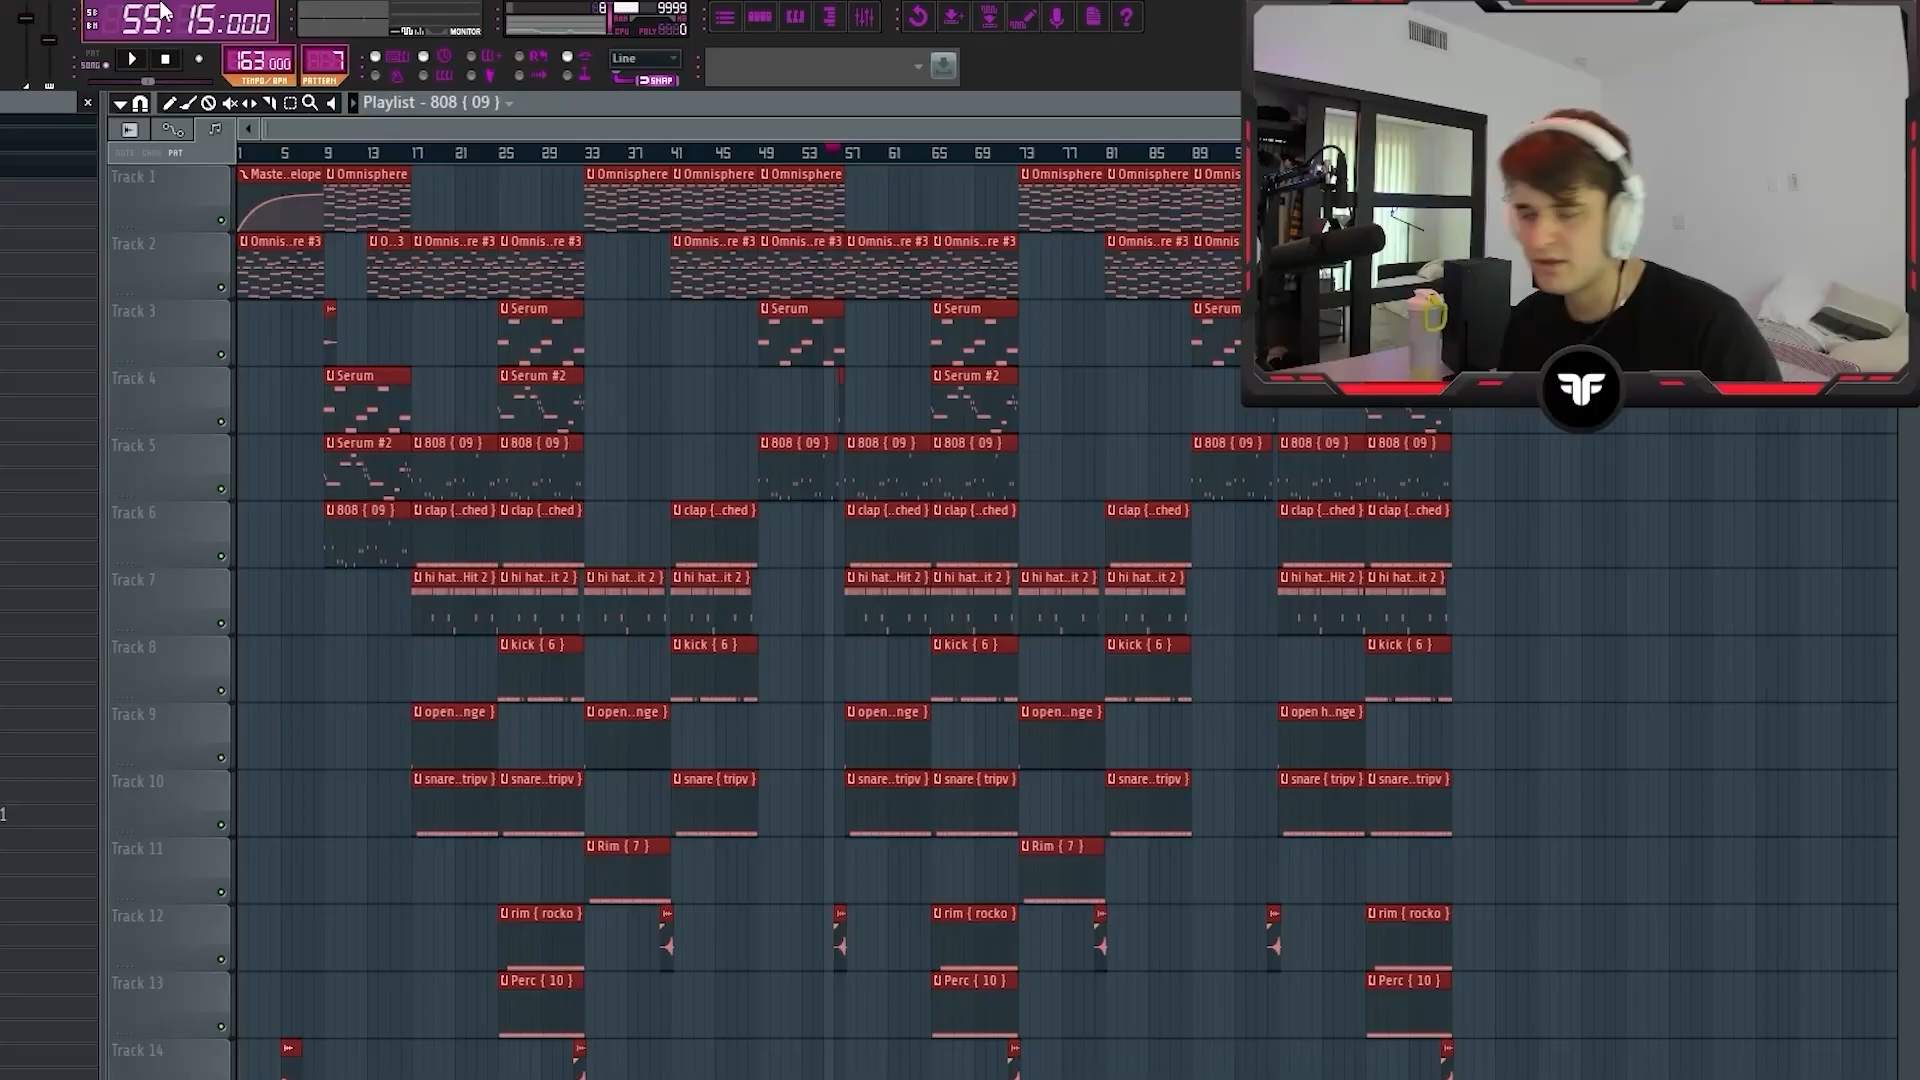 S:B 55:15:000
MONITOR 8 9999 RAM CPU POLY
PAT SONG 163 000 7 Line
TEMPO/BPM PATTERN SNAP
Playlist - 808 { 09 }
NOTE CHAN PAT
1 5 9 13 17 21 25 29 33 37 41 45 49 53 57 61 65 69 73 77 81 85 89
Track 1 Maste..elope Omnisphere Omnisphere Omnisphere Omnisphere Omnisphere Omnisphere Omnis
Track 2 Omnis..re #3 O..3 Omnis..re #3 Omnis..re #3 Omnis..re #3 Omnis..re #3 Omnis..re #3 Omnis..re #3 Omnis..re #3 Omnis
Track 3 Serum Serum Serum Serum
Track 4 Serum Serum #2 Serum #2
Track 5 Serum #2 808 { 09 } 808 { 09 } 808 { 09 } 808 { 09 } 808 { 09 } 808 { 09 } 808 { 09 } 808 { 09 }
Track 6 808 { 09 } clap {..ched } clap {..ched } clap {..ched } clap {..ched } clap {..ched } clap {..ched } clap {..ched } clap {..ched }
Track 7 hi hat..Hit 2 } hi hat..it 2 } hi hat..it 2 } hi hat..it 2 } hi hat..Hit 2 } hi hat..it 2 } hi hat..it 2 } hi hat..it 2 } hi hat..Hit 2 } hi hat..it 2 }
Track 8 kick { 6 } kick { 6 } kick { 6 } kick { 6 } kick { 6 }
Track 9 open..nge } open..nge } open..nge } open..nge } open h..nge }
Track 10 snare..tripv } snare..tripv } snare { tripv } snare..tripv } snare { tripv } snare..tripv } snare { tripv } snare..tripv }
Track 11 Rim { 7 } Rim { 7 }
Track 12 rim { rocko } rim { rocko } rim { rocko }
Track 13 Perc { 10 } Perc { 10 } Perc { 10 }
Track 14